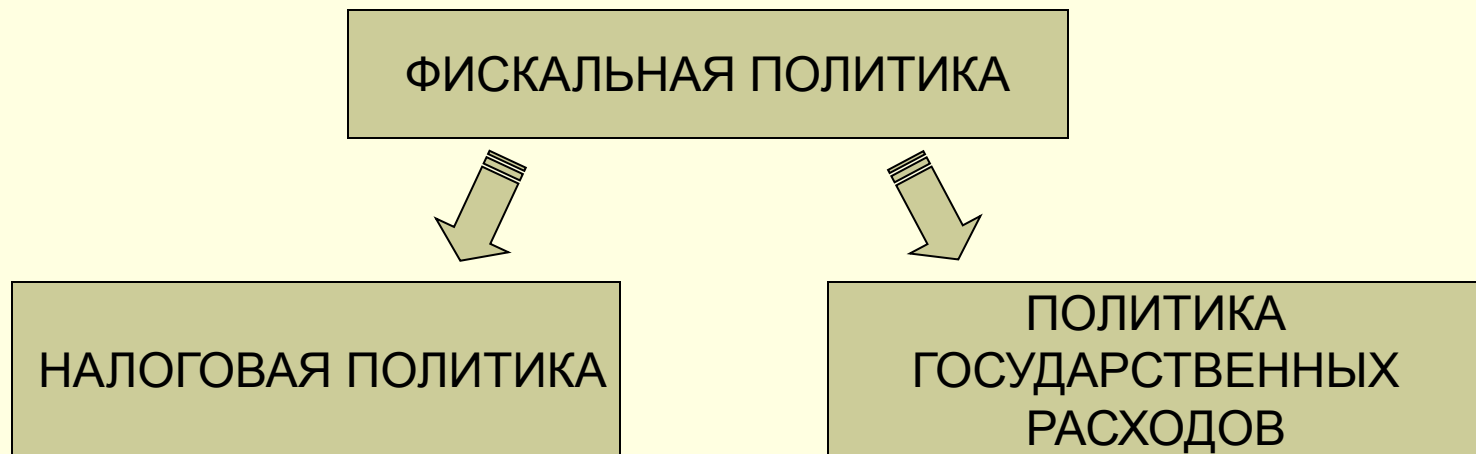 ФИСКАЛЬНАЯ ПОЛИТИКА
НАЛОГОВАЯ ПОЛИТИКА
ПОЛИТИКА
ГОСУДАРСТВЕННЫХ
РАСХОДОВ